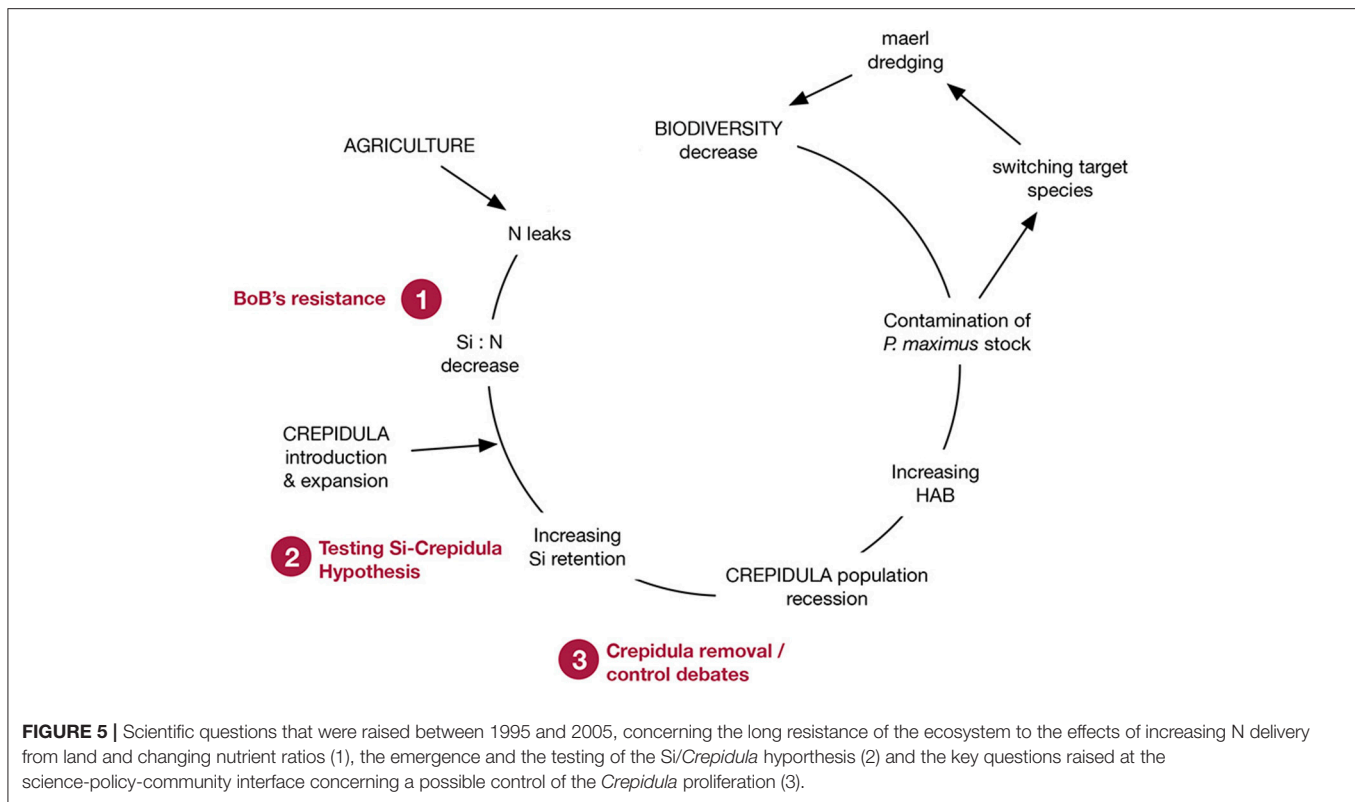 maerl
dredging
BIODIVERSITY
decrease
AGRICULTURE
switching target
species
N leaks
BoB's resistance 1
Contamination of
P. maximus stock
Si : N
decrease
CREPIDULA
introduction
& expansion
Increasing
HAB
Increasing
Si retention
2 Testing Si-Crepidula
Hypothesis
CREPIDULA population
recession
3 Crepidula removal /
control debates
FIGURE 5 | Scientific questions that were raised between 1995 and 2005, concerning the long resistance of the ecosystem to the effects of increasing N delivery
from land and changing nutrient ratios (1), the emergence and the testing of the Si/Crepidula hyporthesis (2) and the key questions raised at the
science-policy-community interface concerning a possible control of the Crepidula proliferation (3).